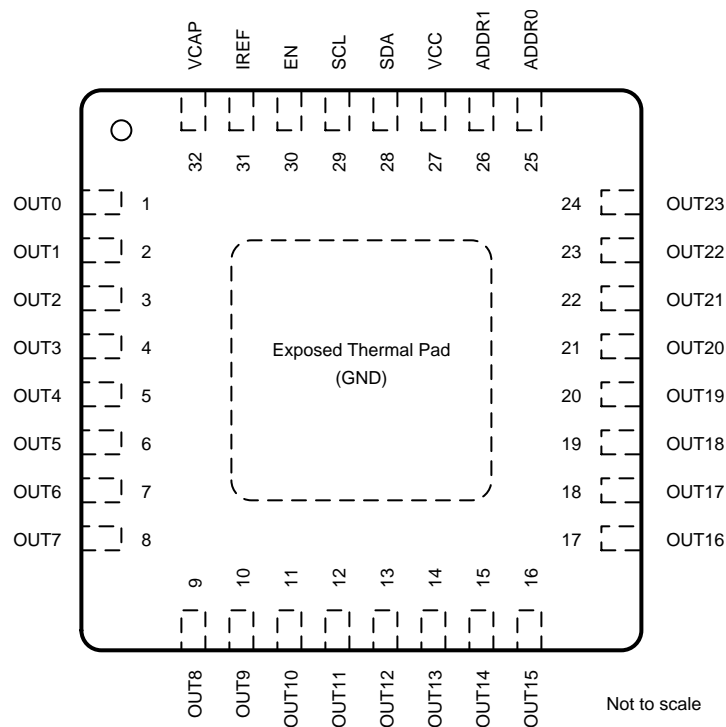 VCAP
IREF
EN
SCL
SDA
VCC
ADDR1
ADDR0
32
31
30
29
28
27
26
25
OUT0 1
OUT1 2
OUT2 3
OUT3 4
OUT4 5
OUT5 6
OUT6 7
OUT7 8
Exposed Thermal Pad
(GND)
24 OUT23
23 OUT22
22 OUT21
21 OUT20
20 OUT19
19 OUT18
18 OUT17
17 OUT16
9
10
11
12
13
14
15
16
OUT8
OUT9
OUT10
OUT11
OUT12
OUT13
OUT14
OUT15
Not to scale